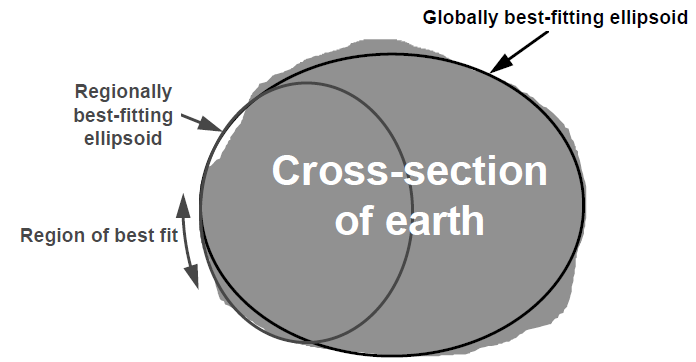 Globally best-fitting ellipsoid
Regionally
best-fitting
ellipsoid
Cross-section
of earth
Region of best fit